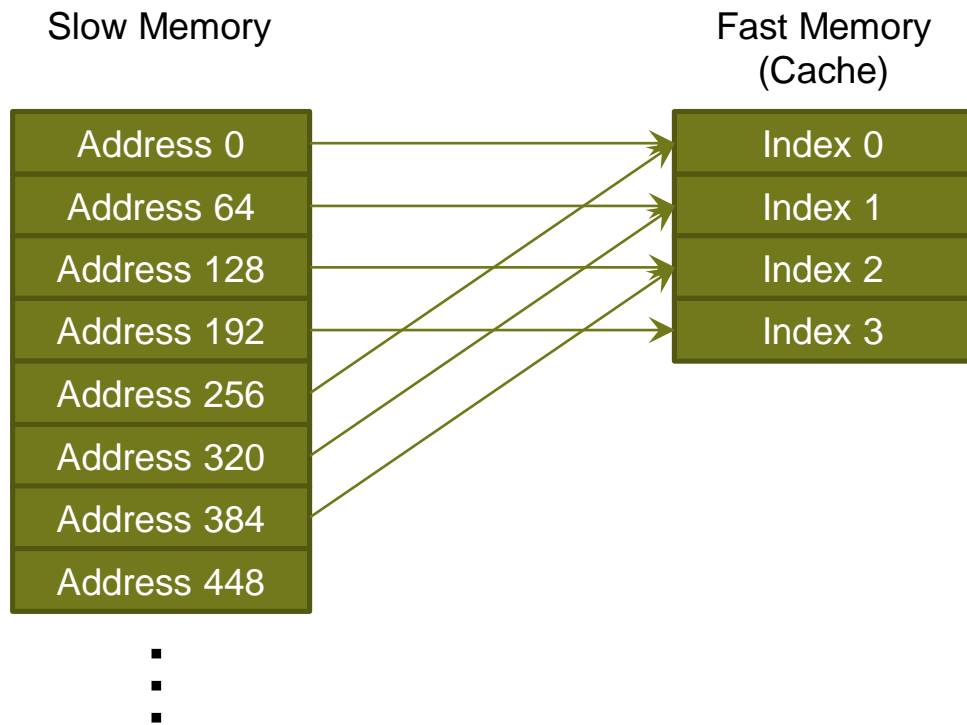 Slow Memory
Fast Memory
(Cache)
Address 0
Address 64
Address 128
Address 192
Address 256
Address 320
Address 384
Address 448
Index 0
Index 1
Index 2
Index 3